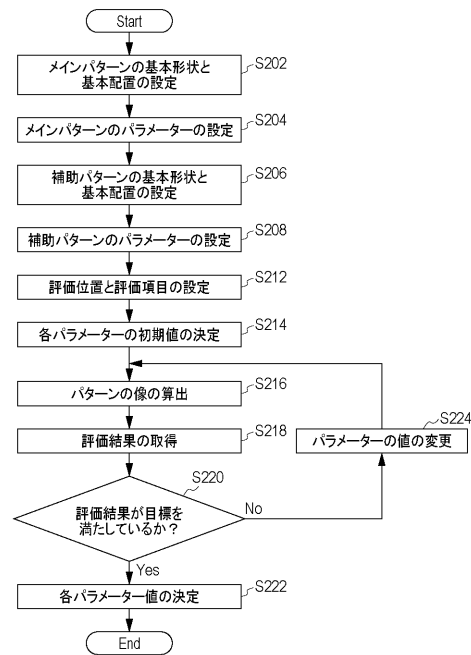 Start
メインパターンの基本形状と
基本配置の設定
S202
メインパターンのパラメーターの設定
S204
補助パターンの基本形状と
基本配置の設定
S206
補助パターンのパラメーターの設定
S208
評価位置と評価項目の設定
S212
各パラメーターの初期値の決定
S214
パターンの像の算出
S216
評価結果の取得
S218
パラメーターの値の変更
S224
評価結果が目標を
満たしているか？
S220
No
Yes
各パラメーター値の決定
S222
End